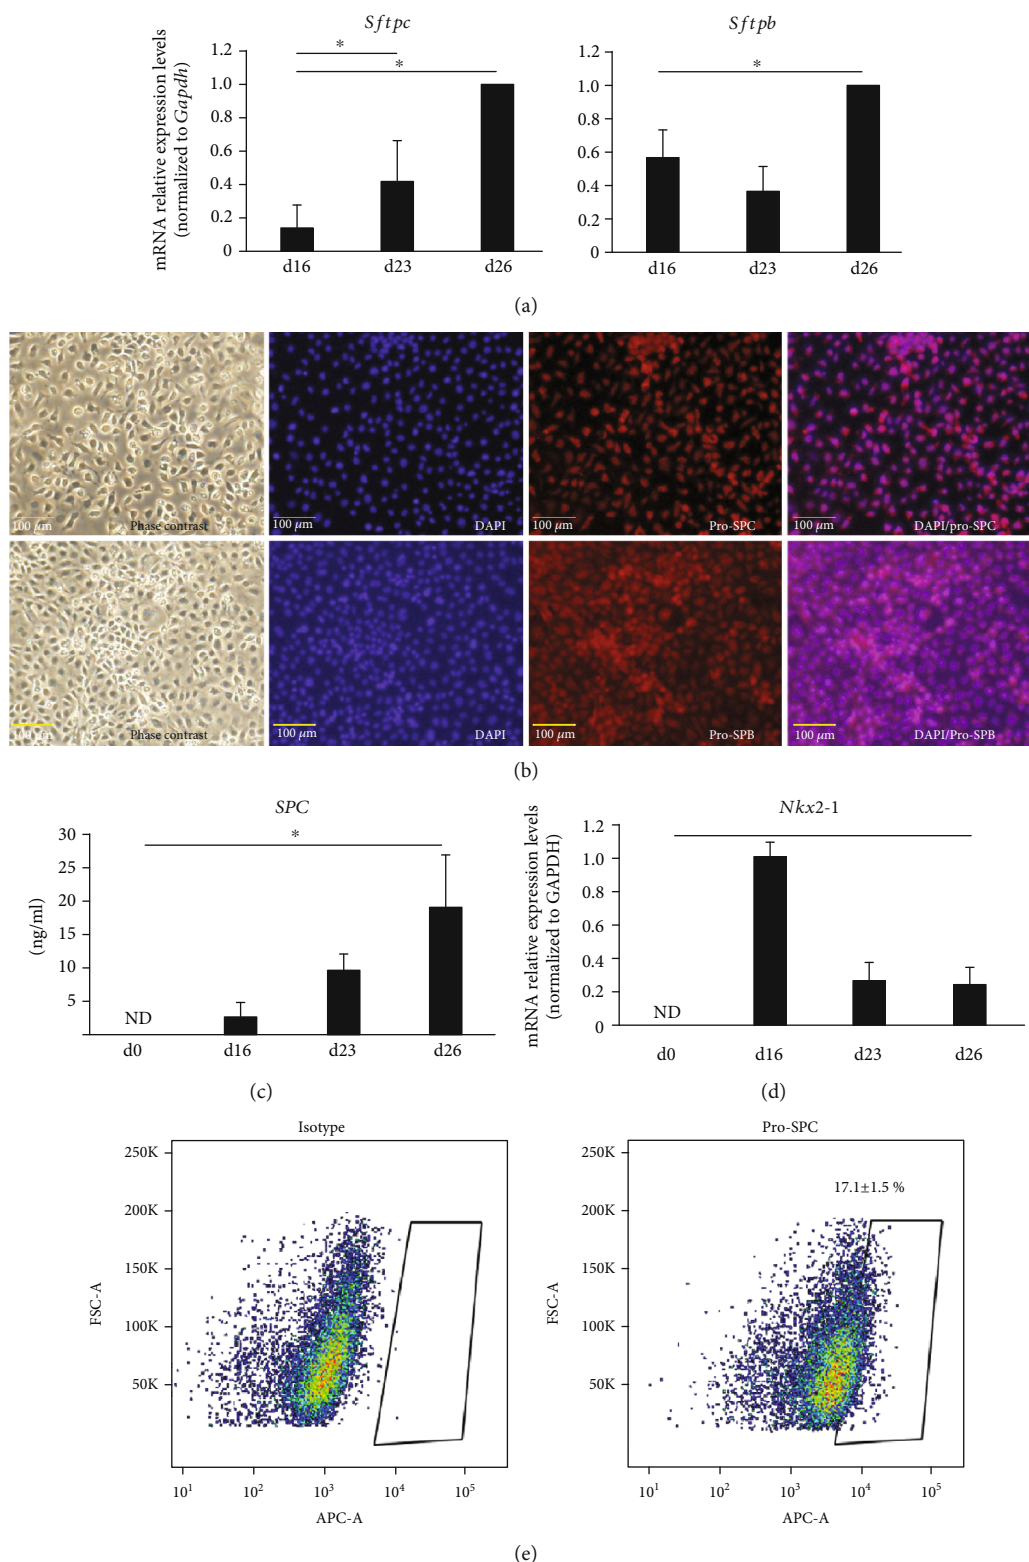 Sftpc
Sftpb
mRNA relative expression levels
(normalized to Gapdh)
1.2
1.0
0.8
0.6
0.4
0.2
0
*
*
d16
d23
d26
1.2
1.0
0.8
0.6
0.4
0.2
0
*
d16
d23
d26
(a)
100 μm
Phase contrast
100 μm
DAPI
100 μm
Pro-SPC
100 μm
DAPI/pro-SPC
100 μm
Phase contrast
100 μm
DAPI
100 μm
Pro-SPB
100 μm
DAPI/Pro-SPB
(b)
SPC
(ng/ml)
30
25
20
15
10
5
*
ND
d0
d16
d23
d26
(c)
Nkx2-1
mRNA relative expression levels
(normalized to GAPDH)
1.2
1.0
0.8
0.6
0.4
0.2
0
ND
d0
d16
d23
d26
(d)
Isotype
FSC-A
250K
200K
150K
100K
50K
10¹ 10² 10³ 10⁴ 10⁵
APC-A
Pro-SPC
FSC-A
250K
200K
150K
100K
50K
17.1±1.5 %
10¹ 10² 10³ 10⁴ 10⁵
APC-A
(e)